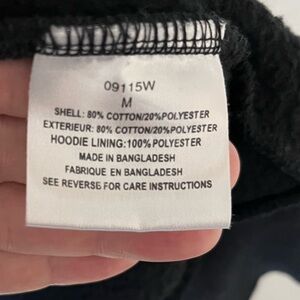 09115W
M
SHELL: 80% COTTON/20%POLYESTER
EXTERIEUR: 80% COTTON/20%POLYESTER
HOODIE LINING:100% POLYESTER
MADE IN BANGLADESH
FABRIQUE EN BANGLADESH
SEE REVERSE FOR CARE INSTRUCTIONS